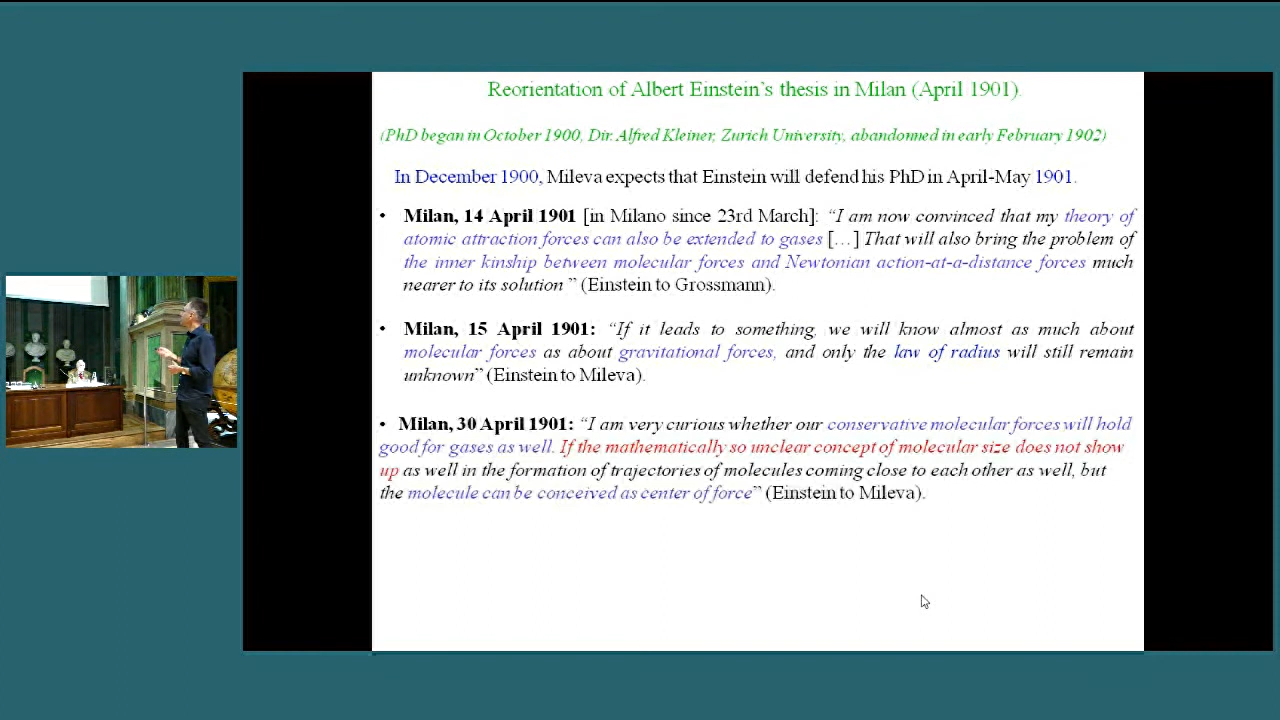 Reorientation of Albert Einstein's thesis in Milan (April 1901).
(PhD began in October 1900, Dir. Alfred Kleiner, Zurich University, abandonned in early February 1902)
In December 1900, Mileva expects that Einstein will defend his PhD in April-May 1901.
• Milan, 14 April 1901 [in Milano since 23rd March]: “I am now convinced that my theory of
atomic attraction forces can also be extended to gases […] That will also bring the problem of
the inner kinship between molecular forces and Newtonian action-at-a-distance forces much
nearer to its solution ” (Einstein to Grossmann).
• Milan, 15 April 1901: “If it leads to something, we will know almost as much about
molecular forces as about gravitational forces, and only the law of radius will still remain
unknown” (Einstein to Mileva).
• Milan, 30 April 1901: “I am very curious whether our conservative molecular forces will hold
good for gases as well. If the mathematically so unclear concept of molecular size does not show
up as well in the formation of trajectories of molecules coming close to each other as well, but
the molecule can be conceived as center of force” (Einstein to Mileva).